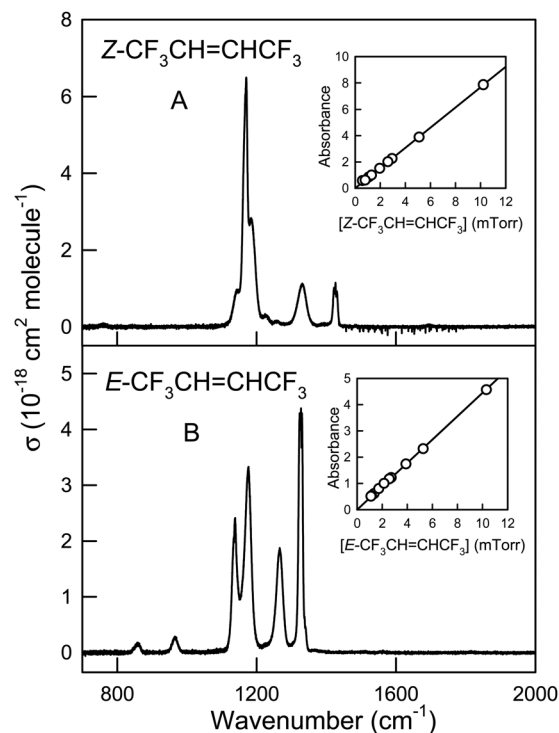 8
6
4
2
0
Z-CF₃CH=CHCF₃
A
10
8
6
4
2
0
Absorbance
0 2 4 6 8 10 12
[Z-CF₃CH=CHCF₃] (mTorr)
σ (10⁻¹⁸ cm² molecule⁻¹)
5
4
3
2
1
0
E-CF₃CH=CHCF₃
B
5
4
3
2
1
0
Absorbance
0 2 4 6 8 10 12
[E-CF₃CH=CHCF₃] (mTorr)
800 1200 1600 2000
Wavenumber (cm⁻¹)